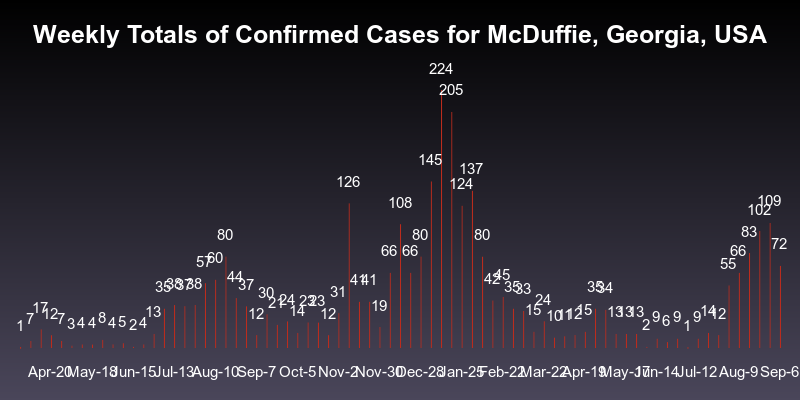 Weekly Totals of Confirmed Cases for McDuffie, Georgia, USA
1 7 17 12 7 3 4 4 8 4 5 2 4 13 35 38 37 38 57 60 80 44 37 12 30 21 24 14 23 23 12 31 126 41 41 19 66 108 66 80 145 224 205 124 137 80 42 45 35 33 15 24 10 11 12 15 35 34 13 13 13 2 9 6 9 1 9 14 12 55 66 83 102 109 72
Apr-20 May-18 Jun-15 Jul-13 Aug-10 Sep-7 Oct-5 Nov-2 Nov-30 Dec-28 Jan-25 Feb-22 Mar-22 Apr-19 May-17 Jun-14 Jul-12 Aug-9 Sep-6